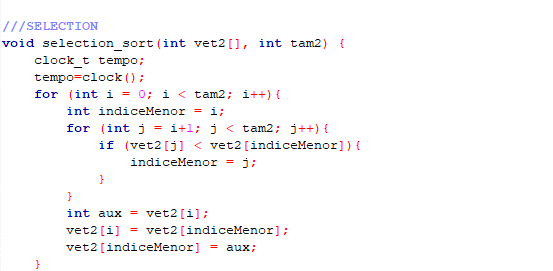 ///SELECTION
void selection_sort(int vet2[], int tam2) {
    clock_t tempo;
    tempo=clock();
    for (int i = 0; i < tam2; i++){
        int indiceMenor = i;
        for (int j = i+1; j < tam2; j++){
            if (vet2[j] < vet2[indiceMenor]){
                indiceMenor = j;
            }
        }
        int aux = vet2[i];
        vet2[i] = vet2[indiceMenor];
        vet2[indiceMenor] = aux;
    }